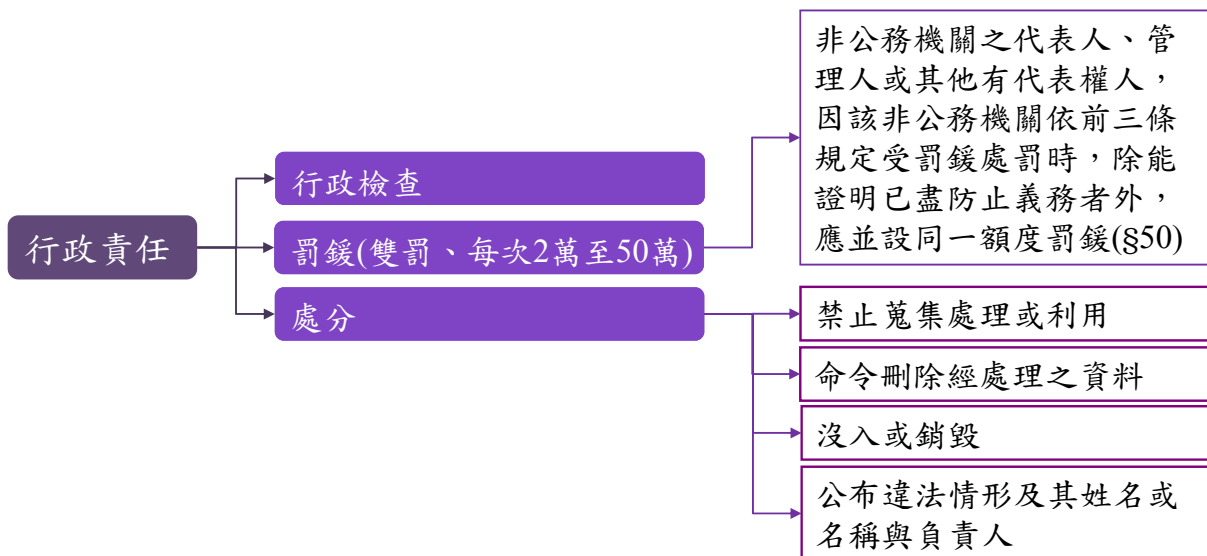 行政責任
行政檢查
罰鍰(雙罰、每次2萬至50萬)
非公務機關之代表人、管
理人或其他有代表權人，
因該非公務機關依前三條
規定受罰鍰處罰時，除能
證明已盡防止義務者外，
應並設同一額度罰鍰(§50)
處分
禁止蒐集處理或利用
命令刪除經處理之資料
沒入或銷毀
公布違法情形及其姓名或
名稱與負責人